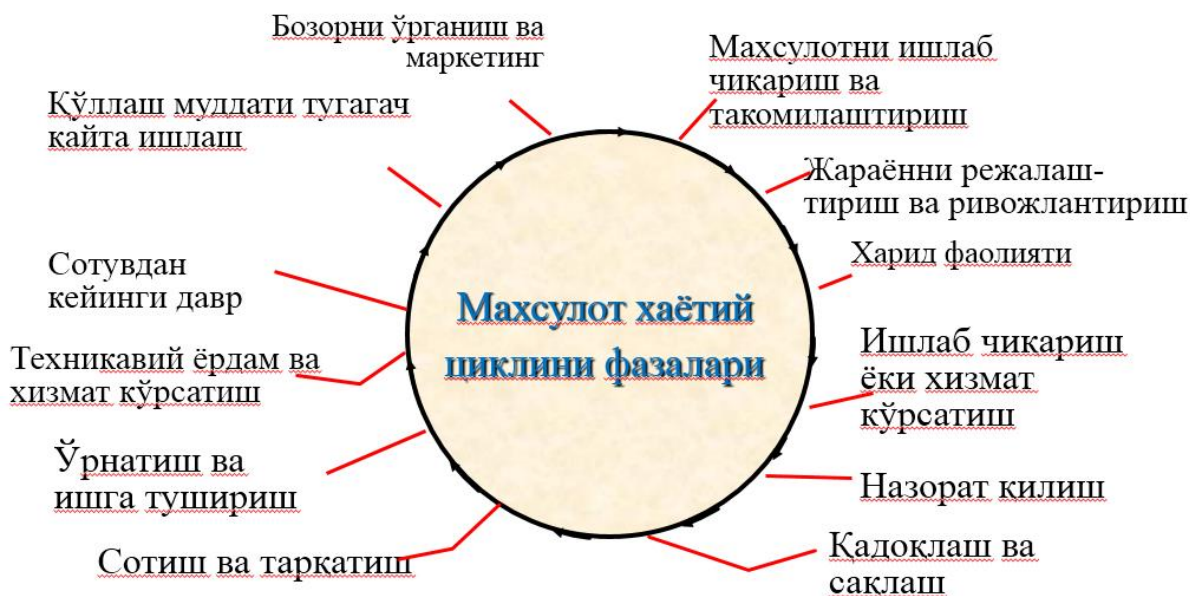 Бозорни ўрганиш ва
маркетинг
Маҳсулотни ишлаб
чиқариш ва
такомилаштириш
Жараённи режалаш-
тириш ва ривожлантириш
Харид фаолияти
Ишлаб чиқариш
ёки хизмат
кўрсатиш
Назорат қилиш
Қадоқлаш ва
сақлаш
Сотиш ва тарқатиш
Ўрнатиш ва
ишга тушириш
Техникавий ёрдам ва
хизмат кўрсатиш
Сотувдан
кейинги давр
Қўллаш муддати тугагач
қайта ишлаш
Махсулот хаётий
циклини фазалари